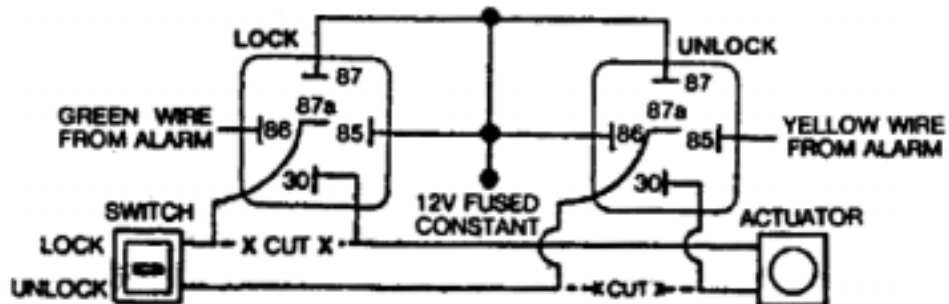 LOCK
UNLOCK
87
87
87a
87a
GREEN WIRE
FROM ALARM
86
85
86
85
YELLOW WIRE
FROM ALARM
30
30
12V FUSED
CONSTANT
SWITCH
ACTUATOR
LOCK
X CUT X
UNLOCK
X CUT X